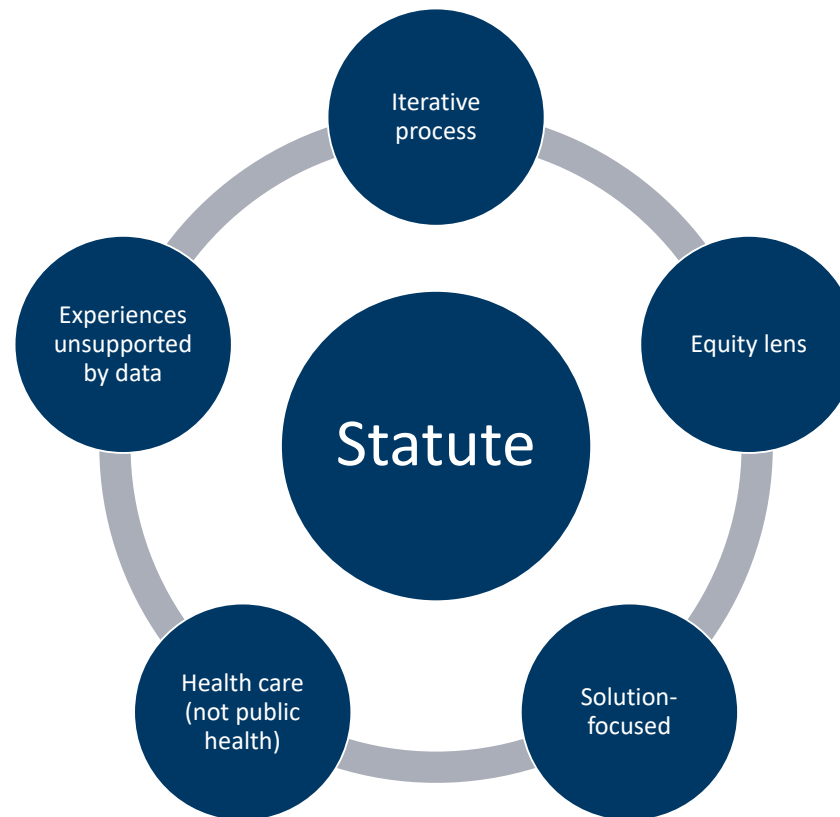 Iterative
process
Equity lens
Solution-
focused
Health care
(not public
health)
Experiences
unsupported
by data
Statute